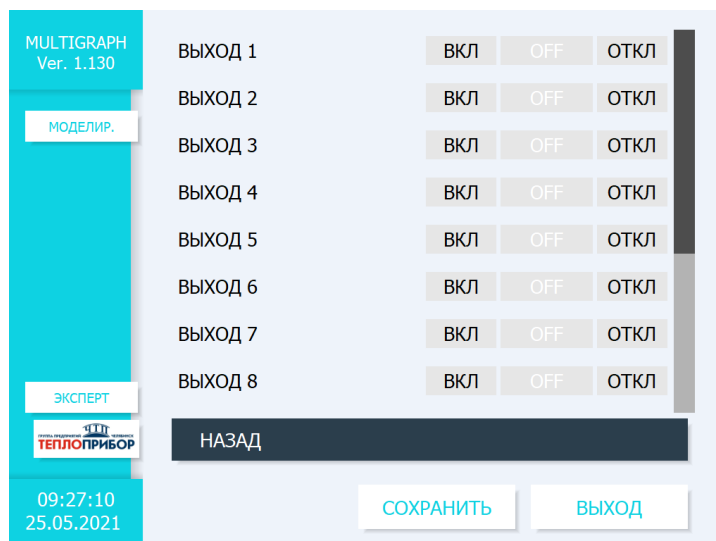 MULTIGRAPH
Ver. 1.130
МОДЕЛИР.
ВЫХОД 1 ВКЛ OFF ОТКЛ
ВЫХОД 2 ВКЛ OFF ОТКЛ
ВЫХОД 3 ВКЛ OFF ОТКЛ
ВЫХОД 4 ВКЛ OFF ОТКЛ
ВЫХОД 5 ВКЛ OFF ОТКЛ
ВЫХОД 6 ВКЛ OFF ОТКЛ
ВЫХОД 7 ВКЛ OFF ОТКЛ
ВЫХОД 8 ВКЛ OFF ОТКЛ
ЭКСПЕРТ
ТЕПЛОПРИБОР
НАЗАД
09:27:10
25.05.2021
СОХРАНИТЬ ВЫХОД